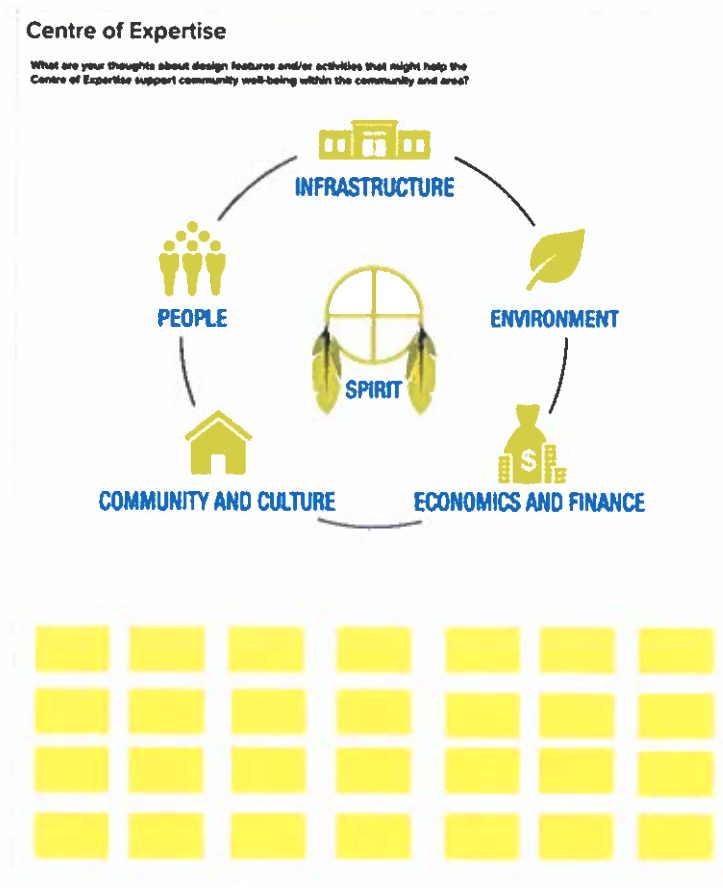 Centre of Expertise
What are your thoughts about design features and/or activities that might help the
Centre of Expertise support community well-being within the community and area?
INFRASTRUCTURE
PEOPLE
ENVIRONMENT
SPIRIT
$
COMMUNITY AND CULTURE
ECONOMICS AND FINANCE